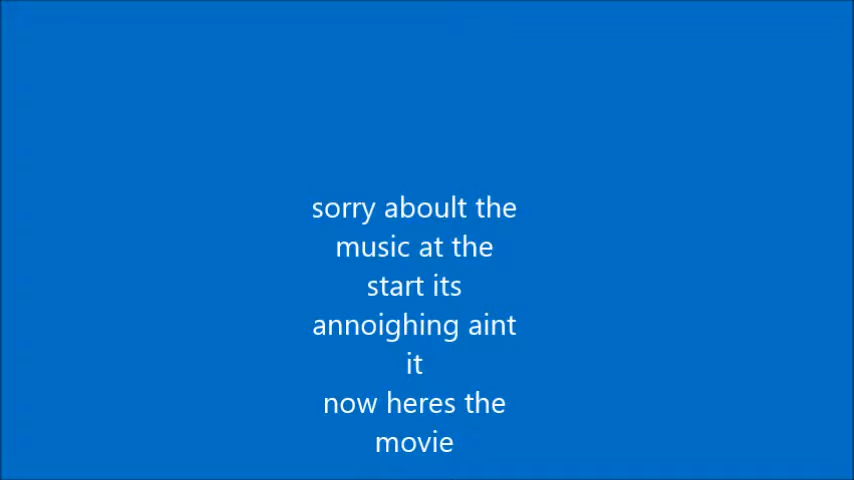 sorry aboult the
music at the
start its
annoighing aint
it
now heres the
movie